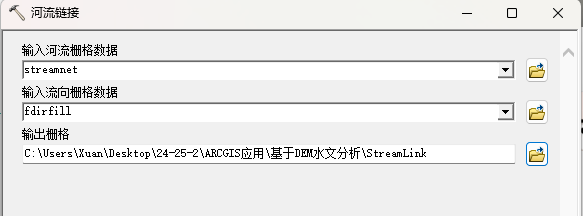 河流链接
输入河流栅格数据
streamnet
输入流向栅格数据
fdirfill
输出栅格
C:\Users\Xuan\Desktop\24-25-2\ARCGIS应用\基于DEM水文分析\StreamLink